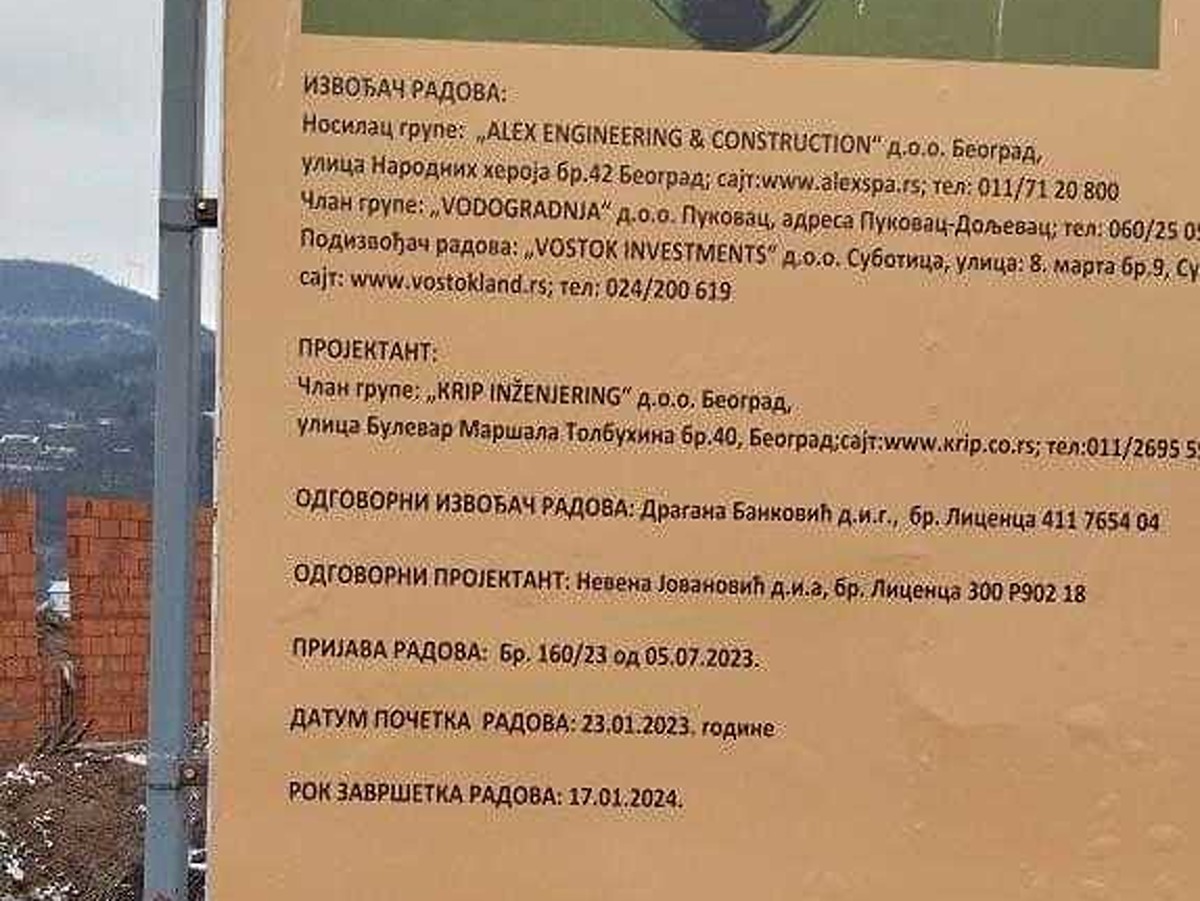 ИЗВОЂАЧ РАДОВА:
Носилац групе: „ALEX ENGINEERING & CONSTRUCTION“ д.о.о. Београд,
улица Народних хероја бр.42 Београд; сајт:www.alexspa.rs; тел: 011/71 20 800
Члан групе: „VODOGRADNJA“ д.о.о. Пуковац, адреса Пуковац-Дољевац; тел: 060/25 05
Подизвођач радова: „VOSTOK INVESTMENTS“ д.о.о. Суботица, улица: 8. марта бр.9, Су
сајт: www.vostokland.rs; тел: 024/200 619
ПРОЈЕКТАНТ:
Члан групе: „KRIP INŽENJERING“ д.о.о. Београд,
улица Булевар Маршала Толбухина бр.40, Београд;сајт:www.krip.co.rs; тел:011/2695 5
ОДГОВОРНИ ИЗВОЂАЧ РАДОВА: Драгана Банковић д.и.г., бр. Лиценца 411 7654 04
ОДГОВОРНИ ПРОЈЕКТАНТ: Невена Јовановић д.и.а, бр. Лиценца 300 Р902 18
ПРИЈАВА РАДОВА: Бр. 160/23 од 05.07.2023.
ДАТУМ ПОЧЕТКА РАДОВА: 23.01.2023. године
РОК ЗАВРШЕТКА РАДОВА: 17.01.2024.